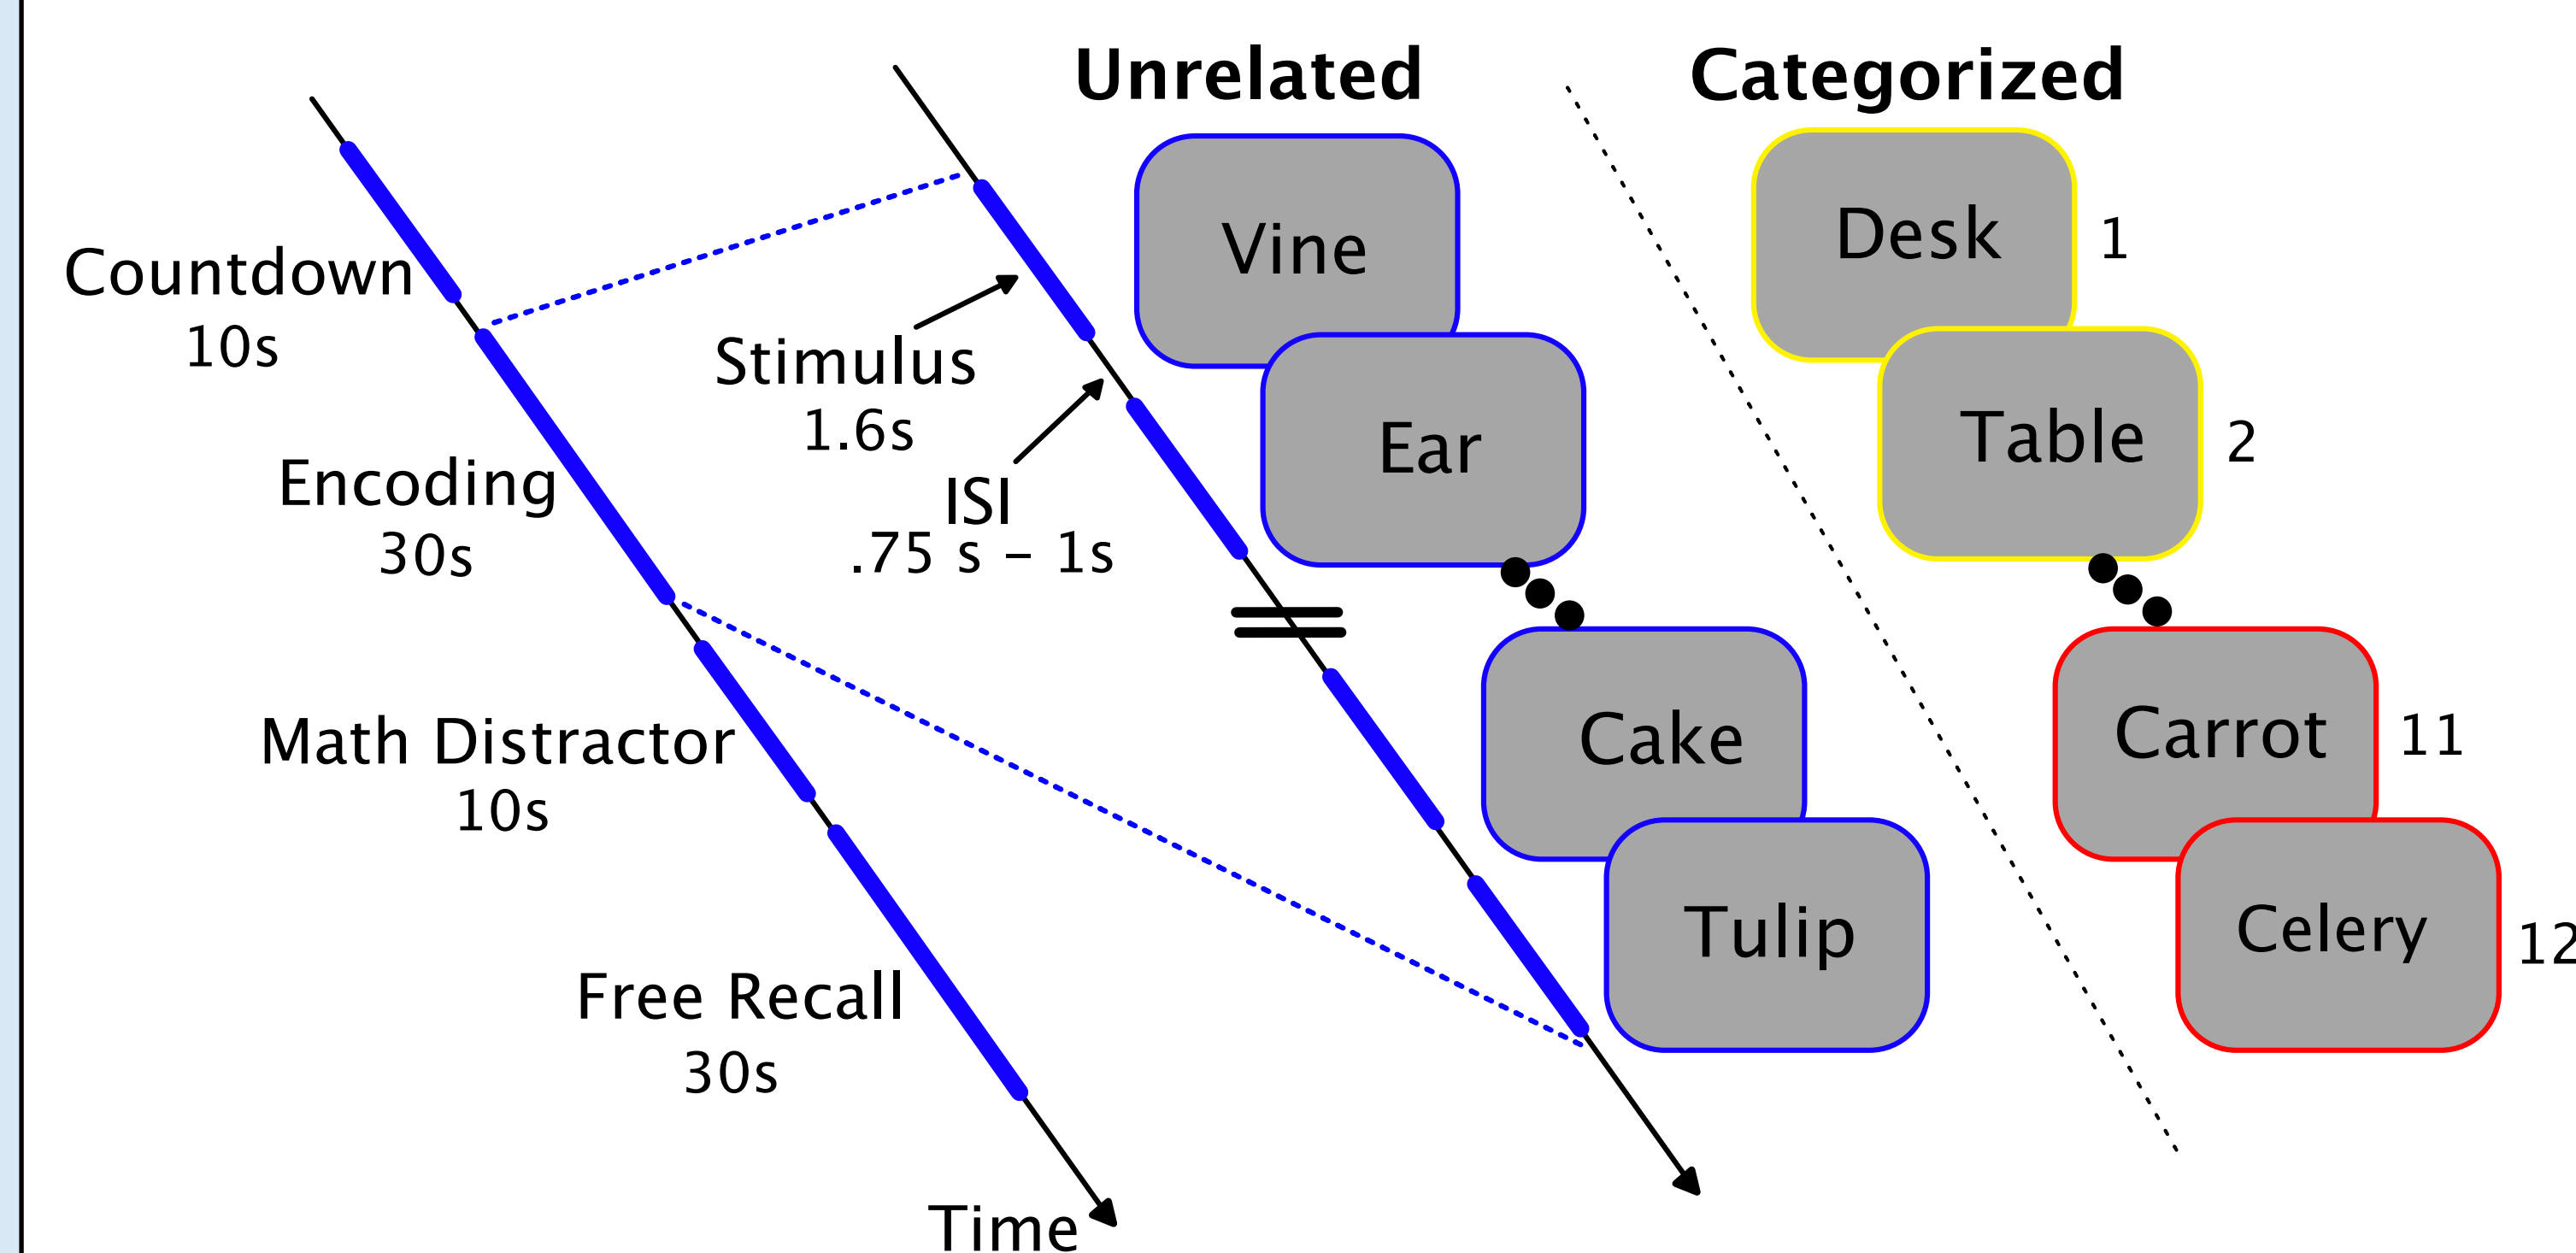 Unrelated
Categorized
Countdown
10s
Encoding
30s
Math Distractor
10s
Free Recall
30s
Time
Stimulus
1.6s
ISI
.75 s – 1s
Vine
Ear
Cake
Tulip
Desk
1
Table
2
Carrot
11
Celery
12